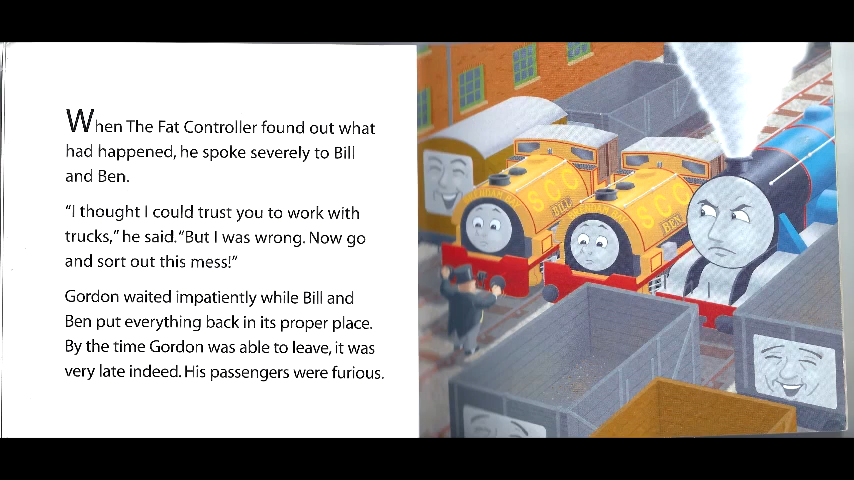 When The Fat Controller found out what
had happened, he spoke severely to Bill
and Ben.
“I thought I could trust you to work with
trucks,” he said. “But I was wrong. Now go
and sort out this mess!”
Gordon waited impatiently while Bill and
Ben put everything back in its proper place.
By the time Gordon was able to leave, it was
very late indeed. His passengers were furious.
S.C.C
BILL
S.C.C
BEN